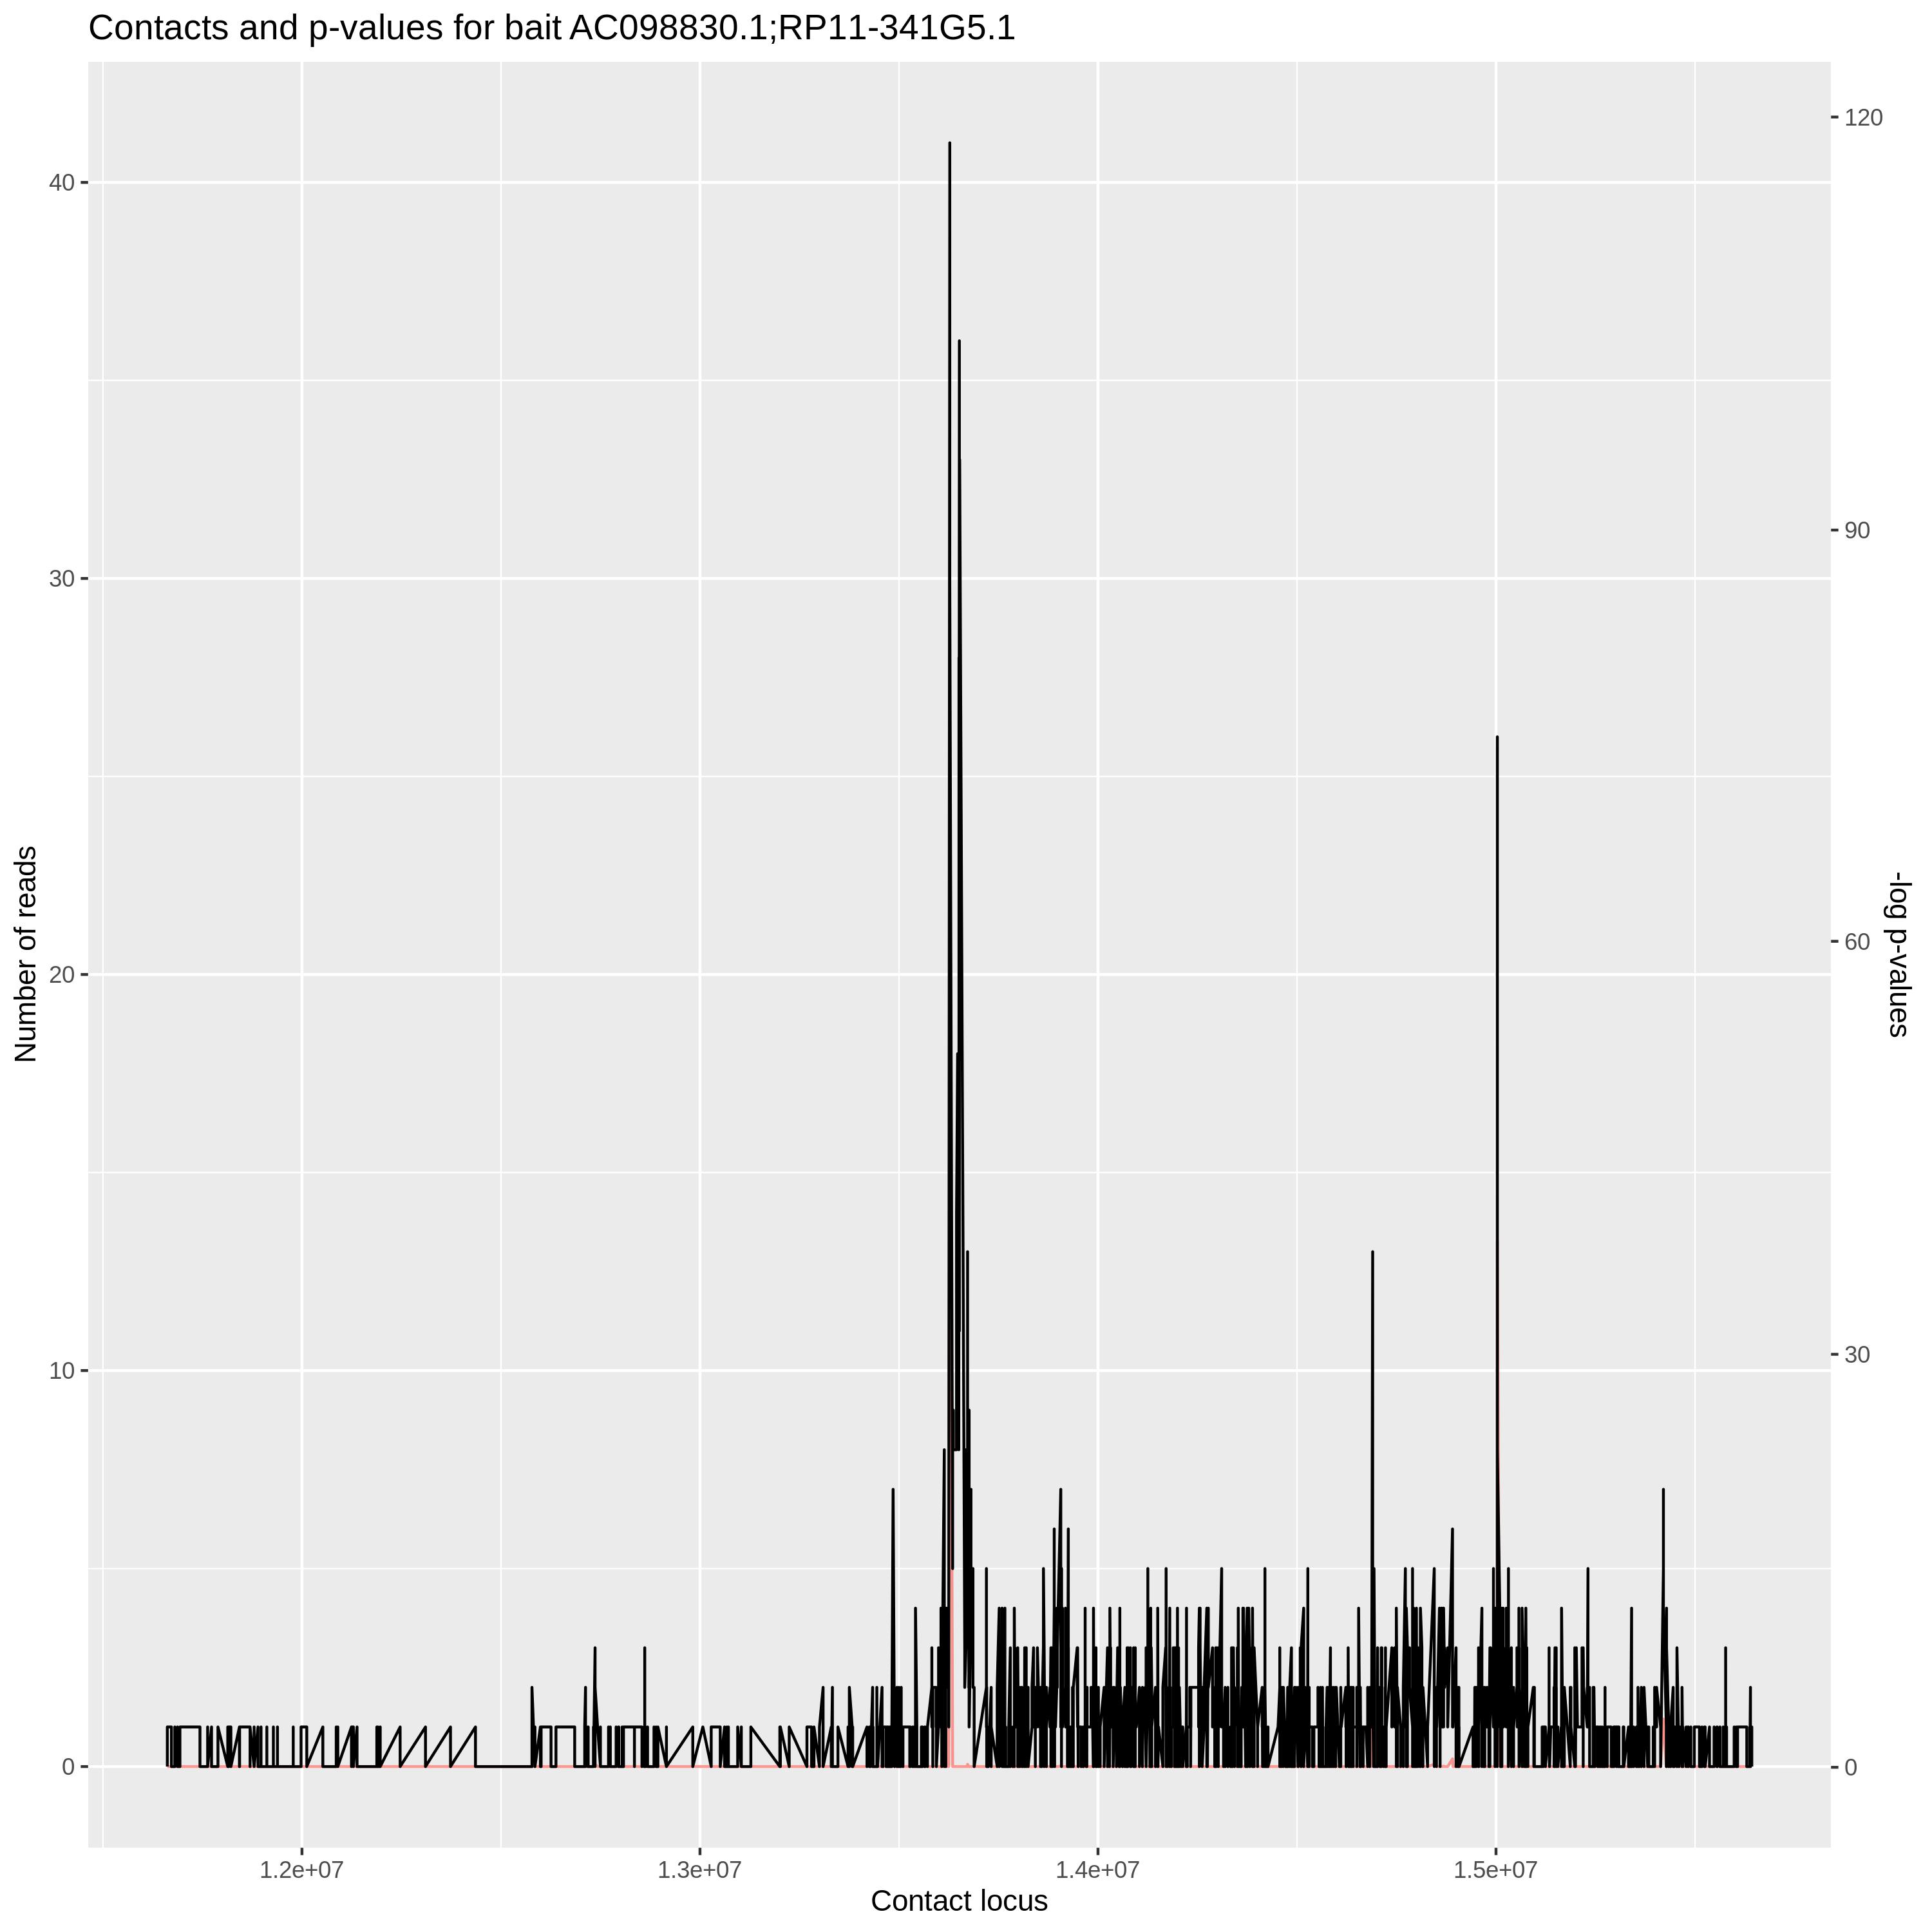 Contacts and p-values for bait AC098830.1;RP11-341G5.1
40
30
20
10
0
Number of reads
120
90
60
30
0
-log p-values
1.2e+07
1.3e+07
1.4e+07
1.5e+07
Contact locus